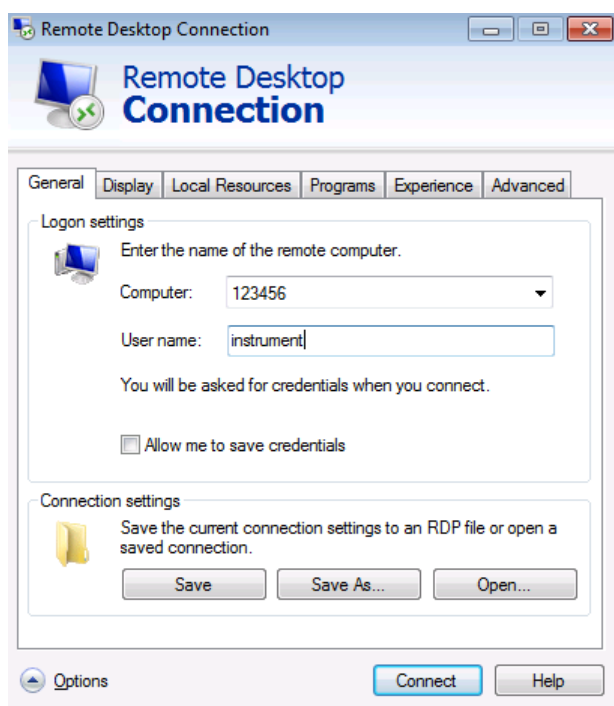 Remote Desktop Connection
Remote Desktop
Connection
General Display Local Resources Programs Experience Advanced
Logon settings
Enter the name of the remote computer.
Computer: 123456
User name: instrument
You will be asked for credentials when you connect.
Allow me to save credentials
Connection settings
Save the current connection settings to an RDP file or open a
saved connection.
Save Save As... Open...
Options Connect Help